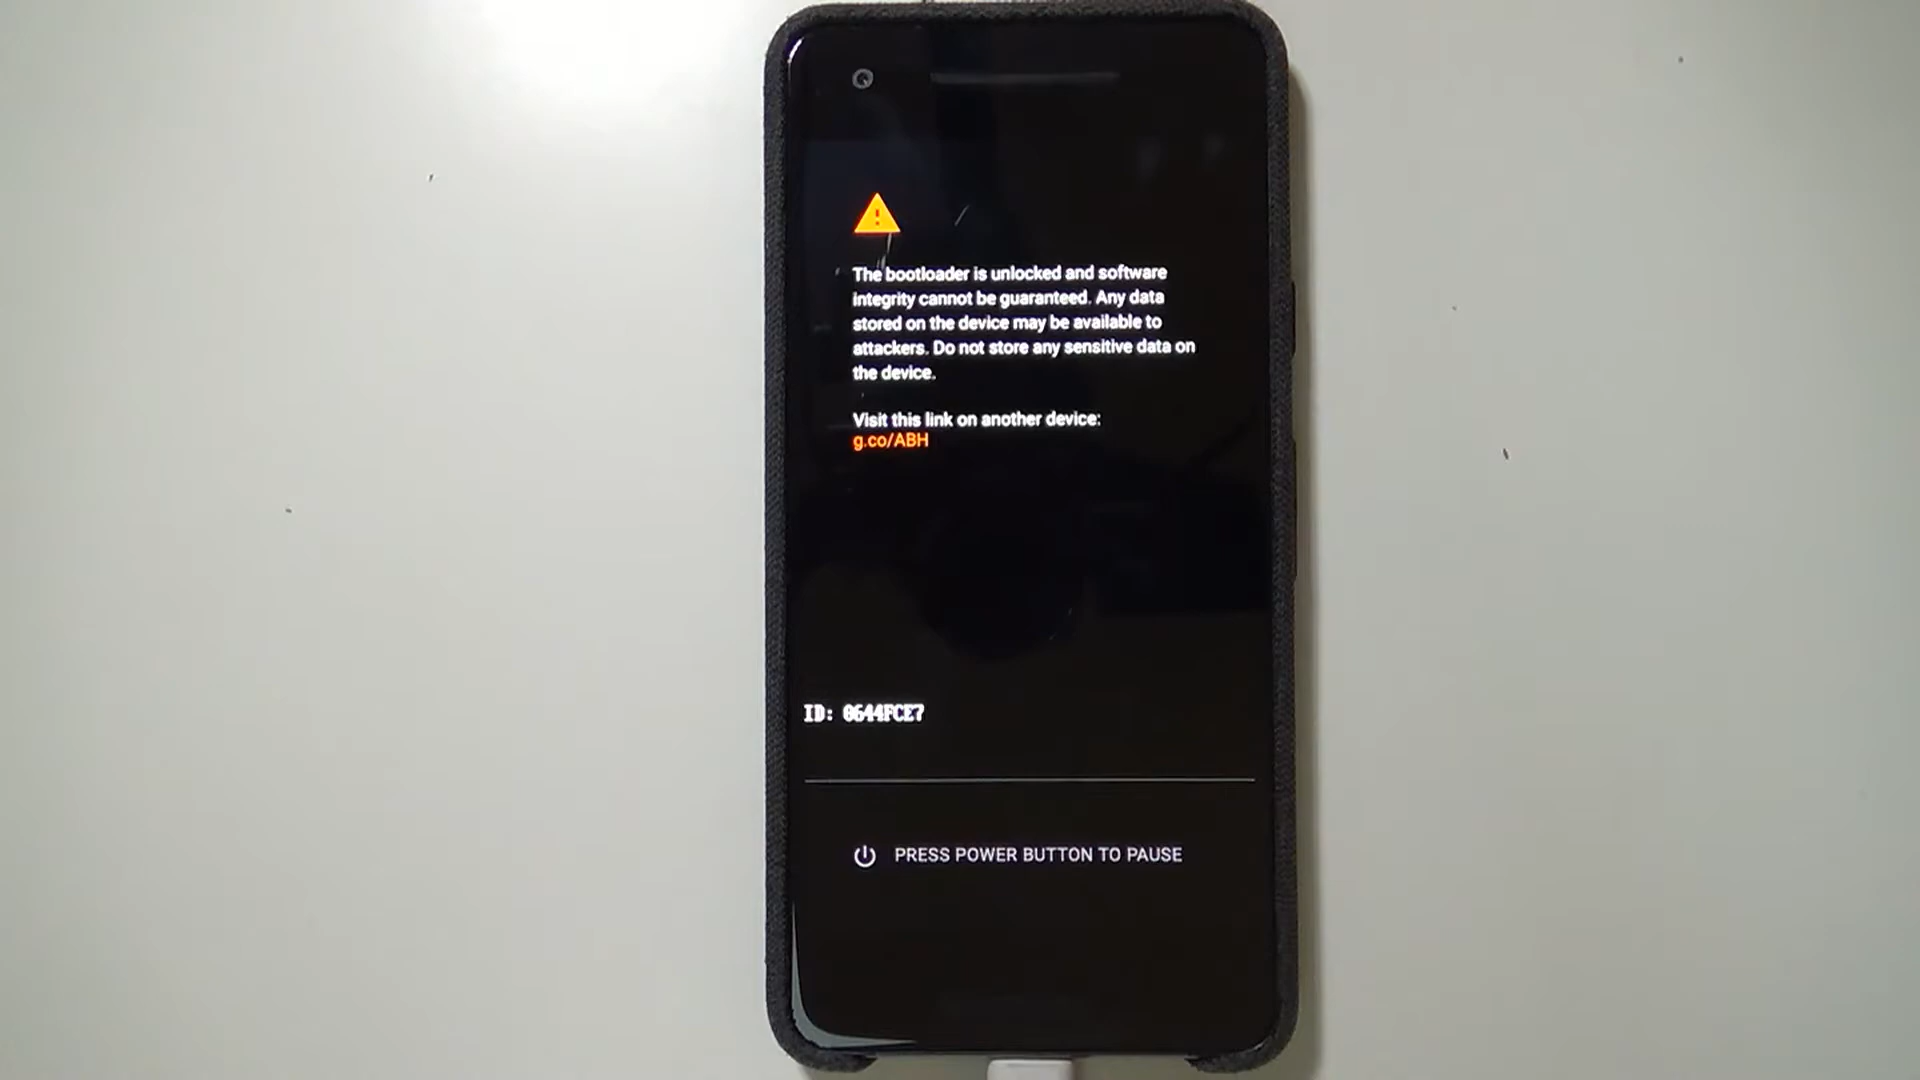 The bootloader is unlocked and software
integrity cannot be guaranteed. Any data
stored on the device may be available to
attackers. Do not store any sensitive data on
the device.
Visit this link on another device:
g.co/ABH
ID: 0644FCE7
PRESS POWER BUTTON TO PAUSE